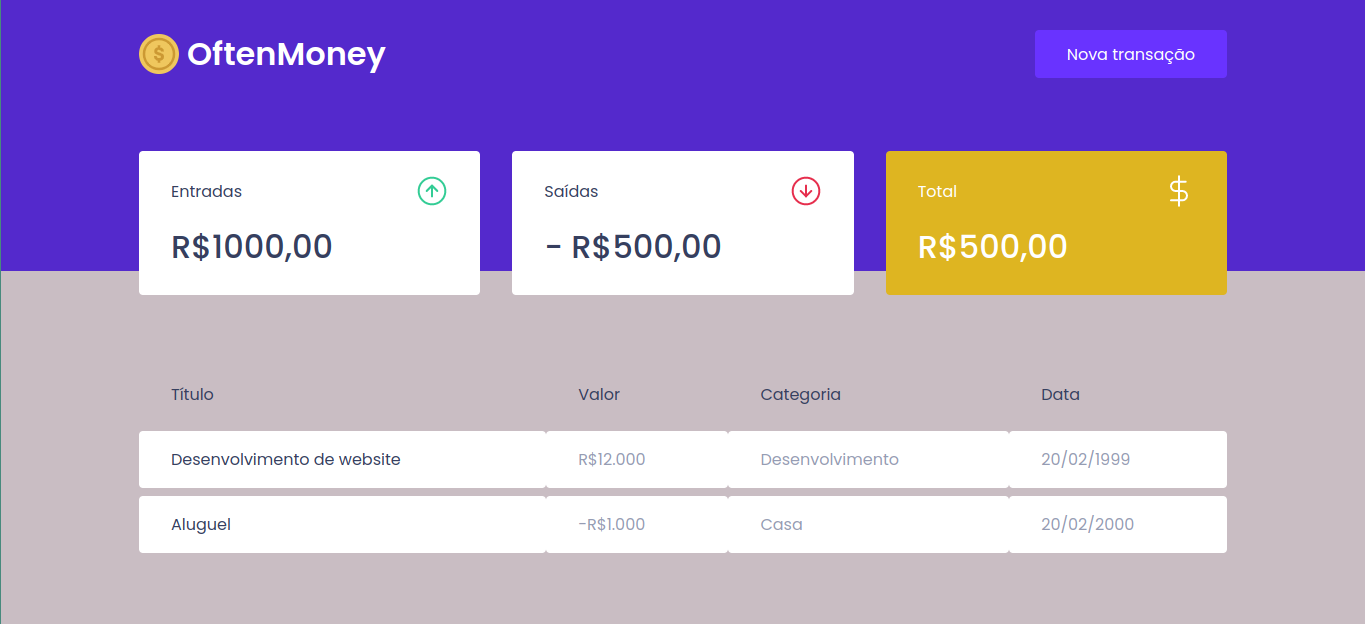 OftenMoney
Nova transação
Entradas
R$1000,00
Saídas
- R$500,00
Total
$
R$500,00
Título Valor Categoria Data
Desenvolvimento de website R$12.000 Desenvolvimento 20/02/1999
Aluguel -R$1.000 Casa 20/02/2000